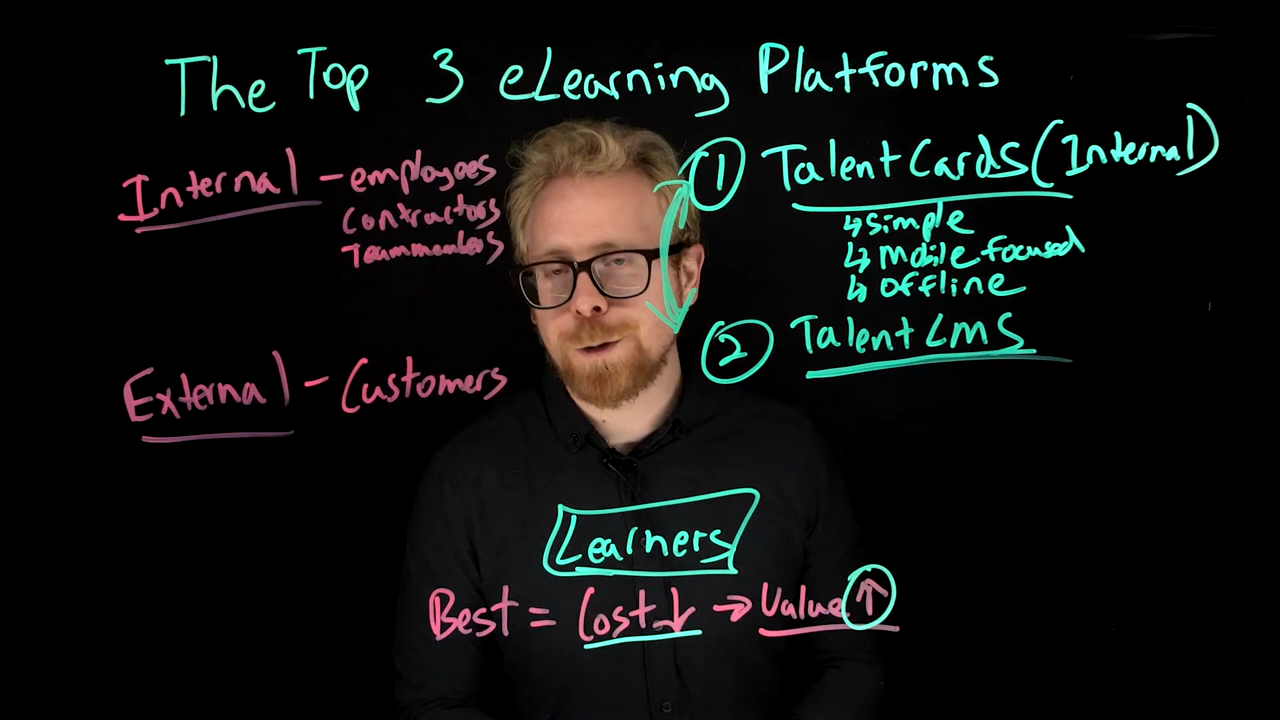 The Top 3 eLearning Platforms
Internal - employees
contractors
Teammembers
External - Customers
1 TalentCards (Internal)
↳ simple
↳ mobile focused
↳ offline
2 TalentLMS
Learners
Best = Cost ↓ → Value ↑